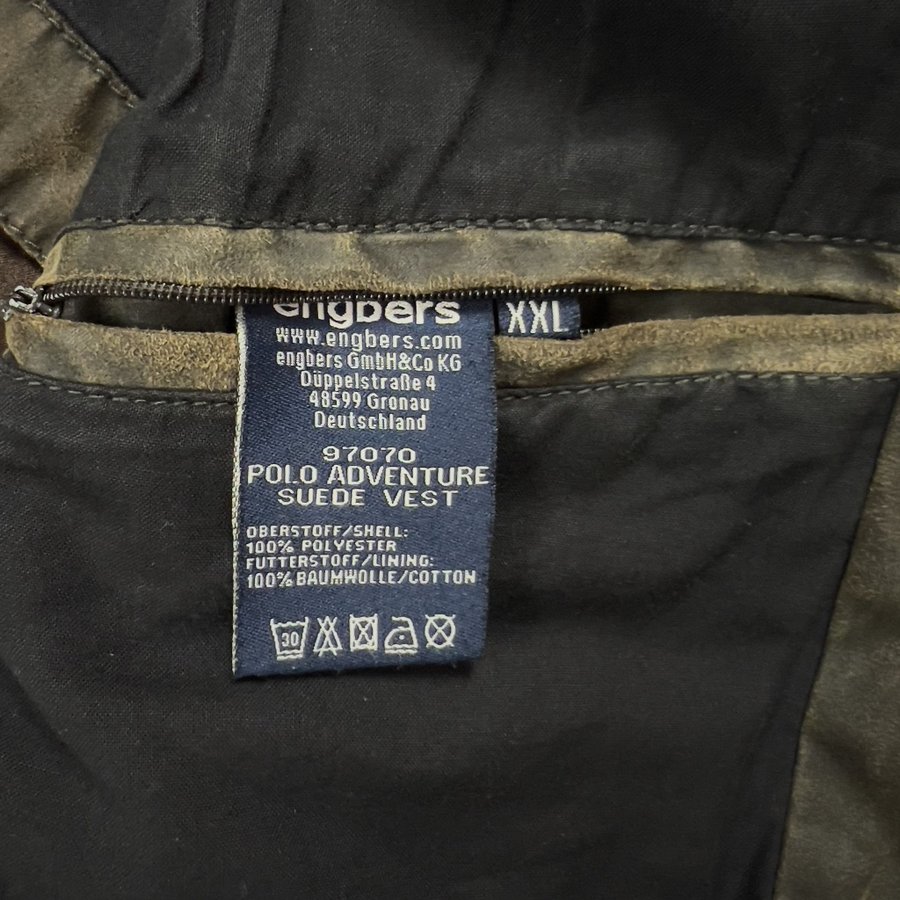 engbers
XXL
www.engbers.com
engbers GmbH&Co KG
Düppelstraße 4
48599 Gronau
Deutschland
97070
POLO ADVENTURE
SUEDE VEST
OBERSTOFF/SHELL:
100% POLYESTER
FUTTERSTOFF/LINING:
100% BAUMWOLLE/COTTON
30